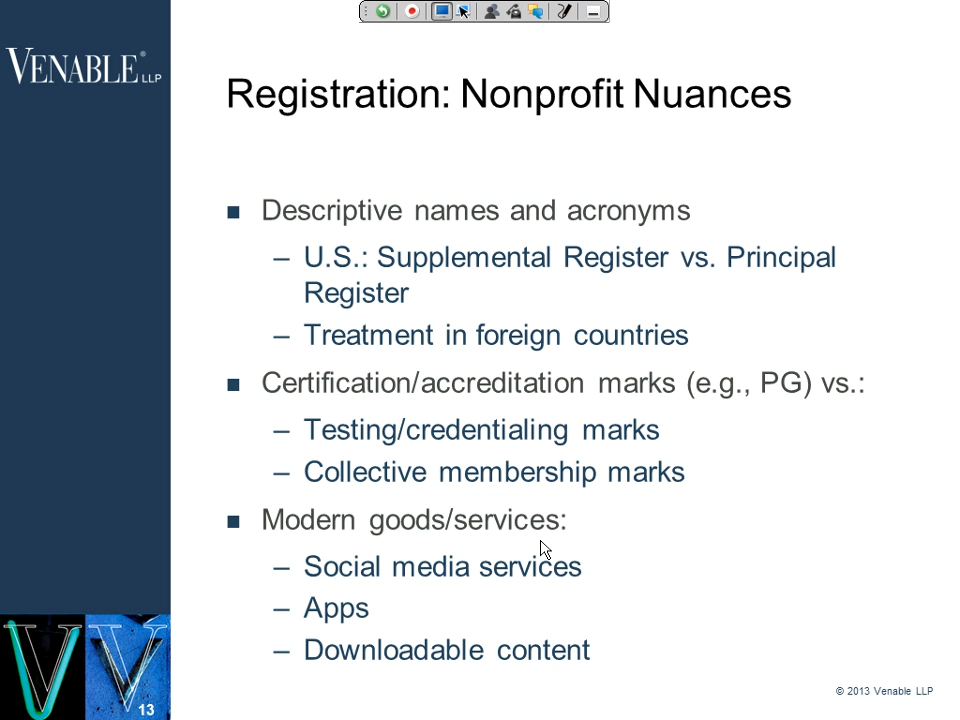 VENABLE® LLP
Registration: Nonprofit Nuances
■ Descriptive names and acronyms
– U.S.: Supplemental Register vs. Principal
Register
– Treatment in foreign countries
■ Certification/accreditation marks (e.g., PG) vs.:
– Testing/credentialing marks
– Collective membership marks
■ Modern goods/services:
– Social media services
– Apps
– Downloadable content
V V
13
© 2013 Venable LLP